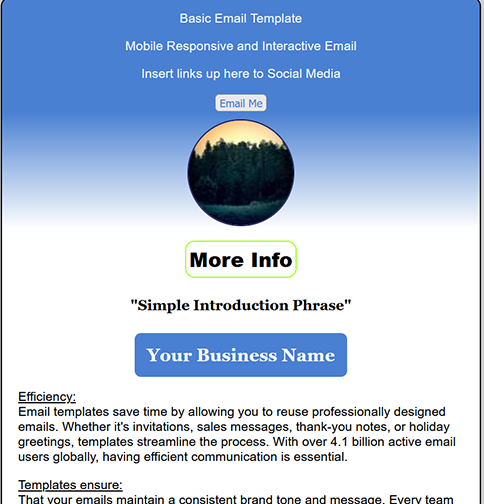 Basic Email Template
Mobile Responsive and Interactive Email
Insert links up here to Social Media
Email Me
More Info
"Simple Introduction Phrase"
Your Business Name
Efficiency:
Email templates save time by allowing you to reuse professionally designed
emails. Whether it's invitations, sales messages, thank-you notes, or holiday
greetings, templates streamline the process. With over 4.1 billion active email
users globally, having efficient communication is essential.
Templates ensure:
That your emails maintain a consistent brand tone and message. Every team